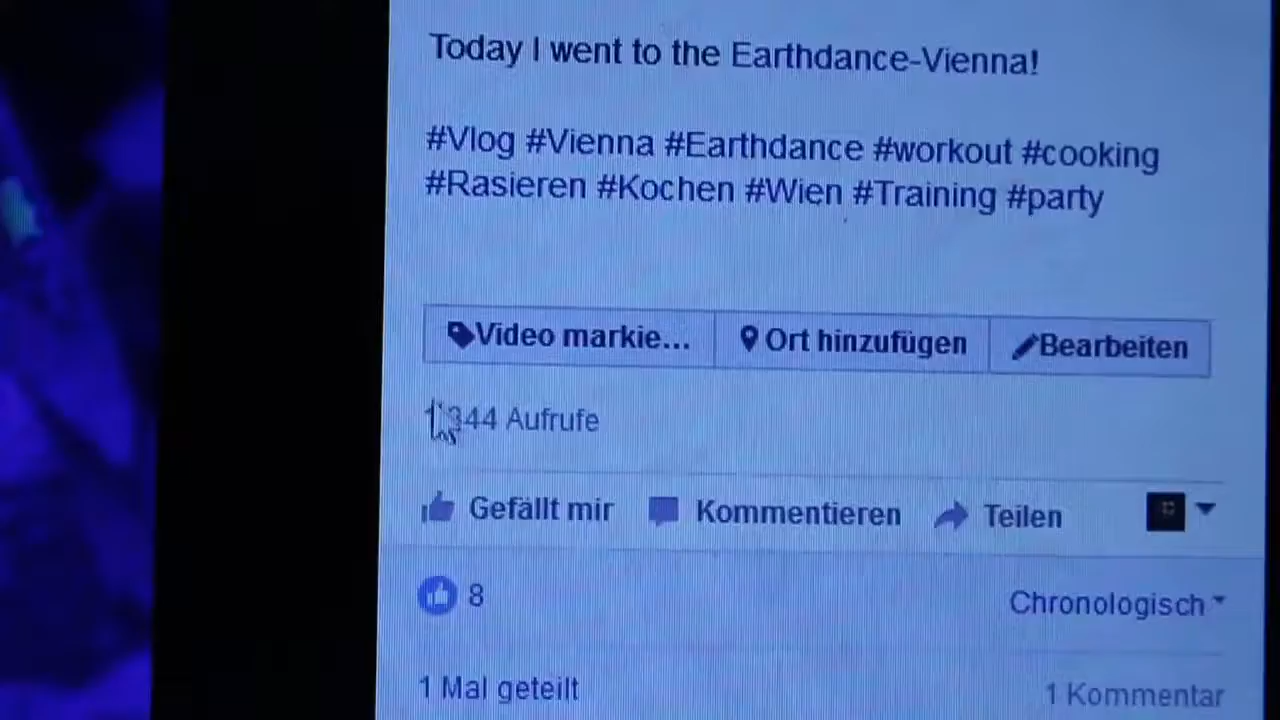 Today I went to the Earthdance-Vienna!
#Vlog #Vienna #Earthdance #workout #cooking
#Rasieren #Kochen #Wien #Training #party
Video markie... Ort hinzufügen Bearbeiten
344 Aufrufe
Gefällt mir Kommentieren Teilen
8 Chronologisch
1 Mal geteilt 1 Kommentar